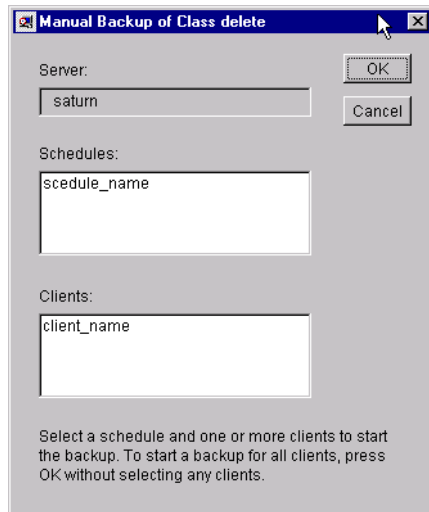 Manual Backup of Class delete
Server:
OK
saturn
Cancel
Schedules:
scedule_name
Clients:
client_name
Select a schedule and one or more clients to start
the backup. To start a backup for all clients, press
OK without selecting any clients.